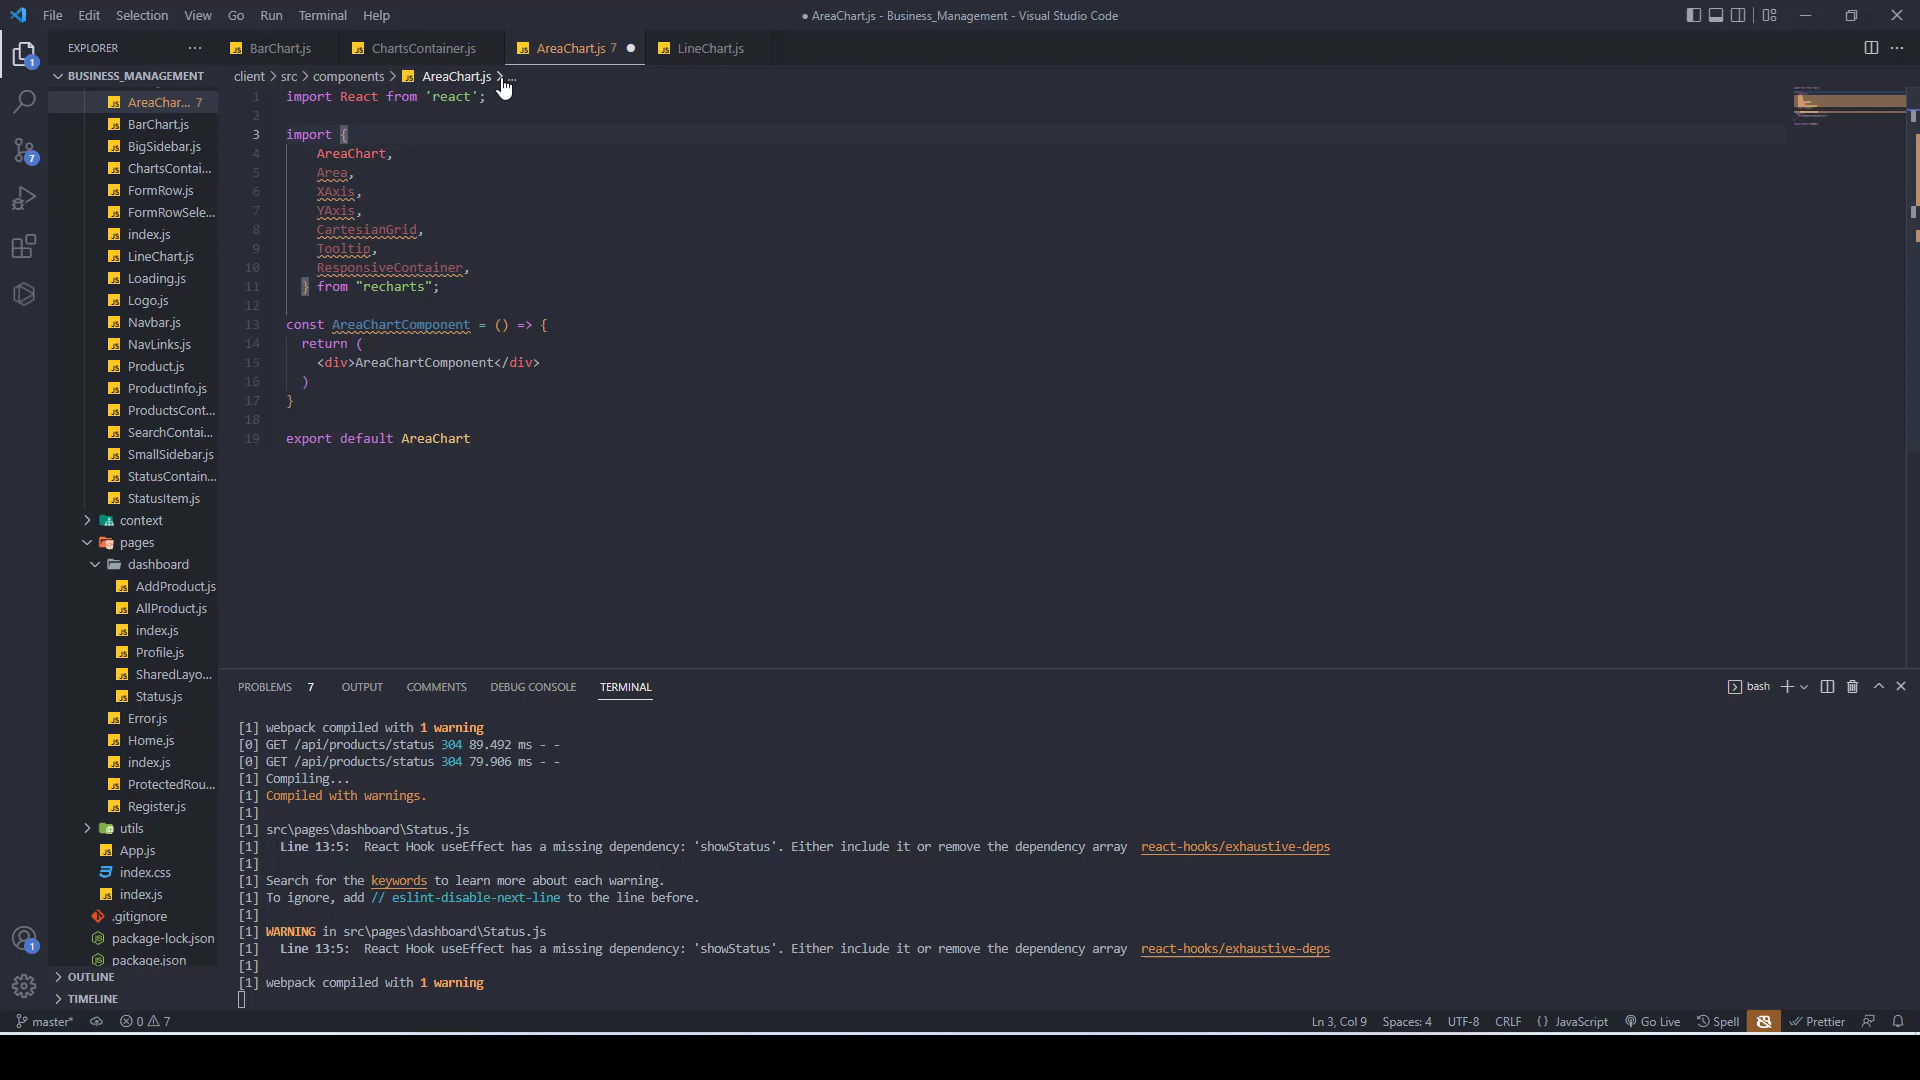 File Edit Selection View Go Run Terminal Help
● AreaChart.js - Business_Management - Visual Studio Code
EXPLORER
BarChart.js
ChartsContainer.js
AreaChart.js 7
LineChart.js
BUSINESS_MANAGEMENT
AreaChar... 7
BarChart.js
BigSidebar.js
ChartsContai...
FormRow.js
FormRowSele...
index.js
LineChart.js
Loading.js
Logo.js
Navbar.js
NavLinks.js
Product.js
ProductInfo.js
ProductsCont...
SearchContai...
SmallSidebar.js
StatusContain...
StatusItem.js
context
pages
dashboard
AddProduct.js
AllProduct.js
index.js
Profile.js
SharedLayo...
Status.js
Error.js
Home.js
index.js
ProtectedRou...
Register.js
utils
App.js
index.css
index.js
.gitignore
package-lock.json
package.json
OUTLINE
TIMELINE
client > src > components > AreaChart.js > ...
1 import React from 'react';
2
3 import {
4 AreaChart,
5 Area,
6 XAxis,
7 YAxis,
8 CartesianGrid,
9 Tooltip,
10 ResponsiveContainer,
11 } from "recharts";
12
13 const AreaChartComponent = () => {
14 return (
15 <div>AreaChartComponent</div>
16 )
17 }
18
19 export default AreaChart
PROBLEMS 7 OUTPUT COMMENTS DEBUG CONSOLE TERMINAL
bash
[1] webpack compiled with 1 warning
[0] GET /api/products/status 304 89.492 ms - -
[0] GET /api/products/status 304 79.906 ms - -
[1] Compiling...
[1] Compiled with warnings.
[1]
[1] src\pages\dashboard\Status.js
[1] Line 13:5: React Hook useEffect has a missing dependency: 'showStatus'. Either include it or remove the dependency array react-hooks/exhaustive-deps
[1]
[1] Search for the keywords to learn more about each warning.
[1] To ignore, add // eslint-disable-next-line to the line before.
[1]
[1] WARNING in src\pages\dashboard\Status.js
[1] Line 13:5: React Hook useEffect has a missing dependency: 'showStatus'. Either include it or remove the dependency array react-hooks/exhaustive-deps
[1]
[1] webpack compiled with 1 warning
1
7
1
master* 0 7
Ln 3, Col 9 Spaces: 4 UTF-8 CRLF { } JavaScript Go Live Spell Prettier